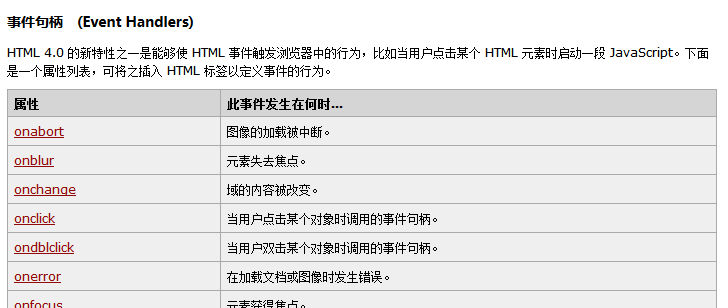 事件句柄 (Event Handlers)
HTML 4.0 的新特性之一是能够使 HTML 事件触发浏览器中的行为，比如当用户点击某个 HTML 元素时启动一段 JavaScript。下面
是一个属性列表，可将之插入 HTML 标签以定义事件的行为。
属性 此事件发生在何时...
onabort 图像的加载被中断。
onblur 元素失去焦点。
onchange 域的内容被改变。
onclick 当用户点击某个对象时调用的事件句柄。
ondblclick 当用户双击某个对象时调用的事件句柄。
onerror 在加载文档或图像时发生错误。
onfocus 元素获得焦点。